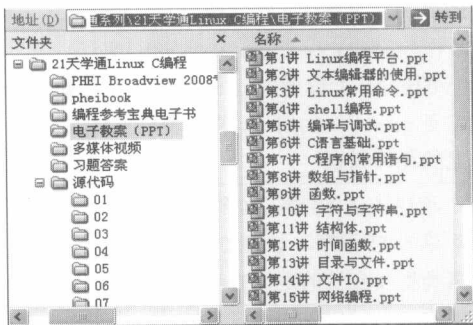 地址(D) 且系列\21天学通Linux C编程\电子教案(PPT) 转到
文件夹 ×
21天学通Linux C编程
PHEI Broadview 2008
pheibook
编程参考宝典电子书
电子教案(PPT)
多媒体视频
习题答案
源代码
01
02
03
04
05
06
07
名称
第1讲 Linux编程平台.ppt
第2讲 文本编辑器的使用.ppt
第3讲 Linux常用命令.ppt
第4讲 shell编程.ppt
第5讲 编译与调试.ppt
第6讲 C语言基础.ppt
第7讲 C程序的常用语句.ppt
第8讲 数组与指针.ppt
第9讲 函数.ppt
第10讲 字符与字符串.ppt
第11讲 结构体.ppt
第12讲 时间函数.ppt
第13讲 目录与文件.ppt
第14讲 文件IO.ppt
第15讲 网络编程.ppt